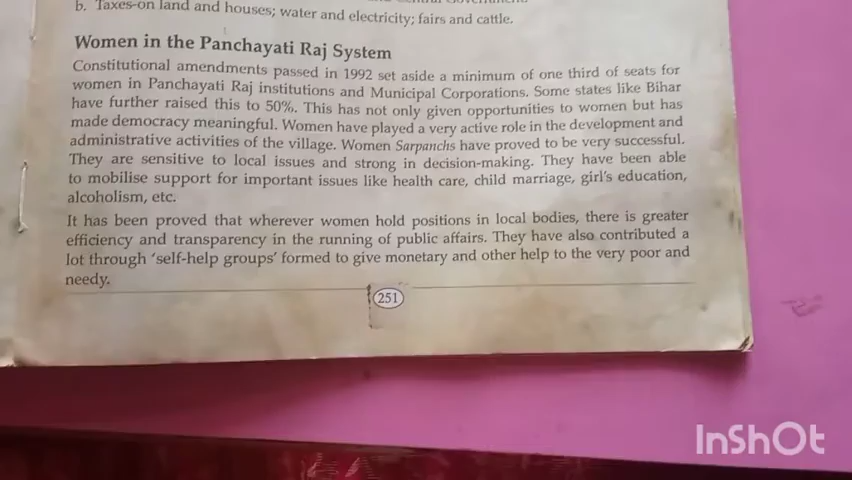 b. Taxes-on land and houses; water and electricity; fairs and cattle.
Women in the Panchayati Raj System
Constitutional amendments passed in 1992 set aside a minimum of one third of seats for
women in Panchayati Raj institutions and Municipal Corporations. Some states like Bihar
have further raised this to 50%. This has not only given opportunities to women but has
made democracy meaningful. Women have played a very active role in the development and
administrative activities of the village. Women Sarpanchs have proved to be very successful.
They are sensitive to local issues and strong in decision-making. They have been able
to mobilise support for important issues like health care, child marriage, girl's education,
alcoholism, etc.
It has been proved that wherever women hold positions in local bodies, there is greater
efficiency and transparency in the running of public affairs. They have also contributed a
lot through 'self-help groups' formed to give monetary and other help to the very poor and
needy.
251
InShOt